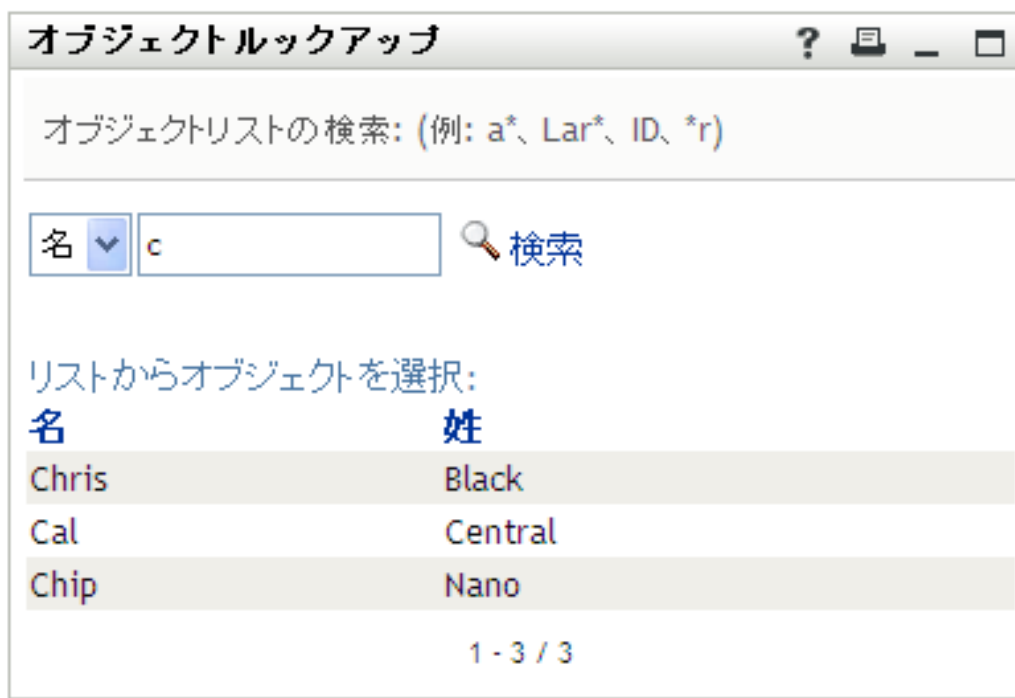 オブジェクトルックアップ ?
オブジェクトリストの検索: (例: a*、Lar*、ID、*r)
名 c 検索
リストからオブジェクトを選択:
名 姓
Chris Black
Cal Central
Chip Nano
1 - 3 / 3